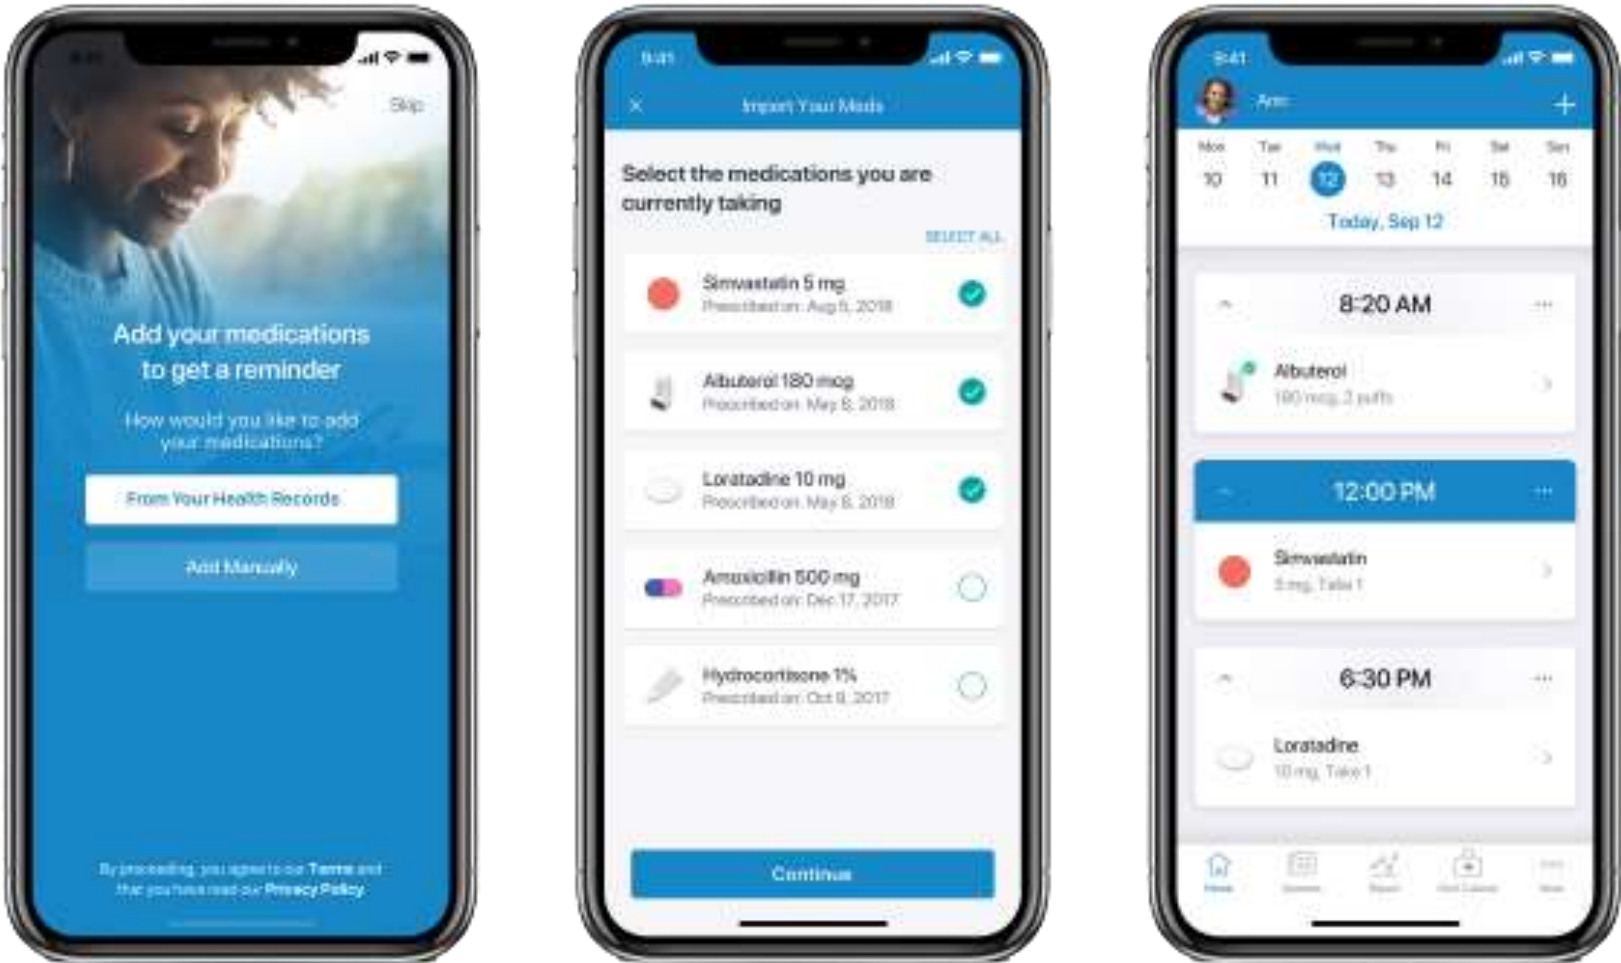 Skip
Add your medications
to get a reminder
How would you like to add
your medications?
From Your Health Records
Add Manually
By proceeding, you agree to our Terms and
that you have read our Privacy Policy
9:41
Import Your Meds
Select the medications you are
currently taking
SELECT ALL
Simvastatin 5 mg
Prescribed on: Aug 5, 2018
Albuterol 180 mcg
Prescribed on: May 8, 2018
Loratadine 10 mg
Prescribed on: May 8, 2018
Amoxicillin 500 mg
Prescribed on: Dec 17, 2017
Hydrocortisone 1%
Prescribed on: Oct 9, 2017
Continue
9:41
Mon Tue Wed Thu Fri Sat Sun
10 11 12 13 14 15 16
Today, Sep 12
8:20 AM
Albuterol
180 mcg, 2 puffs
12:00 PM
Simvastatin
5 mg, Take 1
6:30 PM
Loratadine
10 mg, Take 1
Home